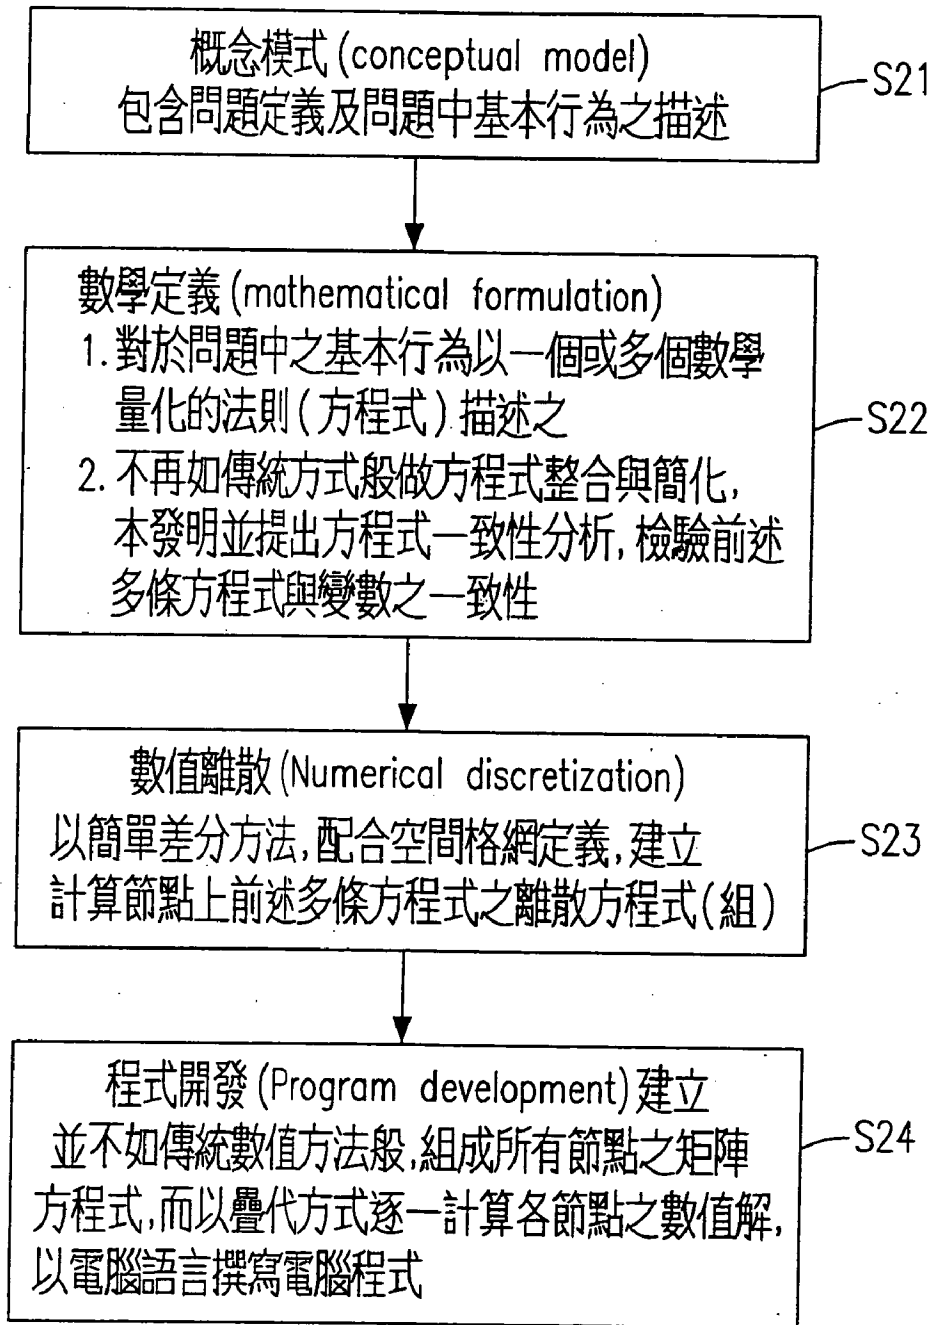 概念模式(conceptual model)
包含問題定義及問題中基本行為之描述
S21
數學定義(mathematical formulation)
1.對於問題中之基本行為以一個或多個數學
量化的法則(方程式)描述之
2.不再如傳統方式般做方程式整合與簡化,
本發明並提出方程式一致性分析,檢驗前述
多條方程式與變數之一致性
S22
數值離散(Numerical discretization)
以簡單差分方法,配合空間格網定義,建立
計算節點上前述多條方程式之離散方程式(組)
S23
程式開發(Program development)建立
並不如傳統數值方法般,組成所有節點之矩陣
方程式,而以疊代方式逐一計算各節點之數值解,
以電腦語言撰寫電腦程式
S24